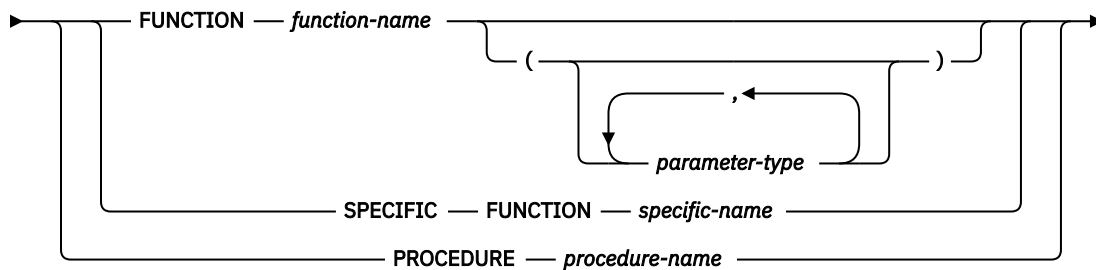 FUNCTION function-name
( )
,
parameter-type
SPECIFIC FUNCTION specific-name
PROCEDURE procedure-name